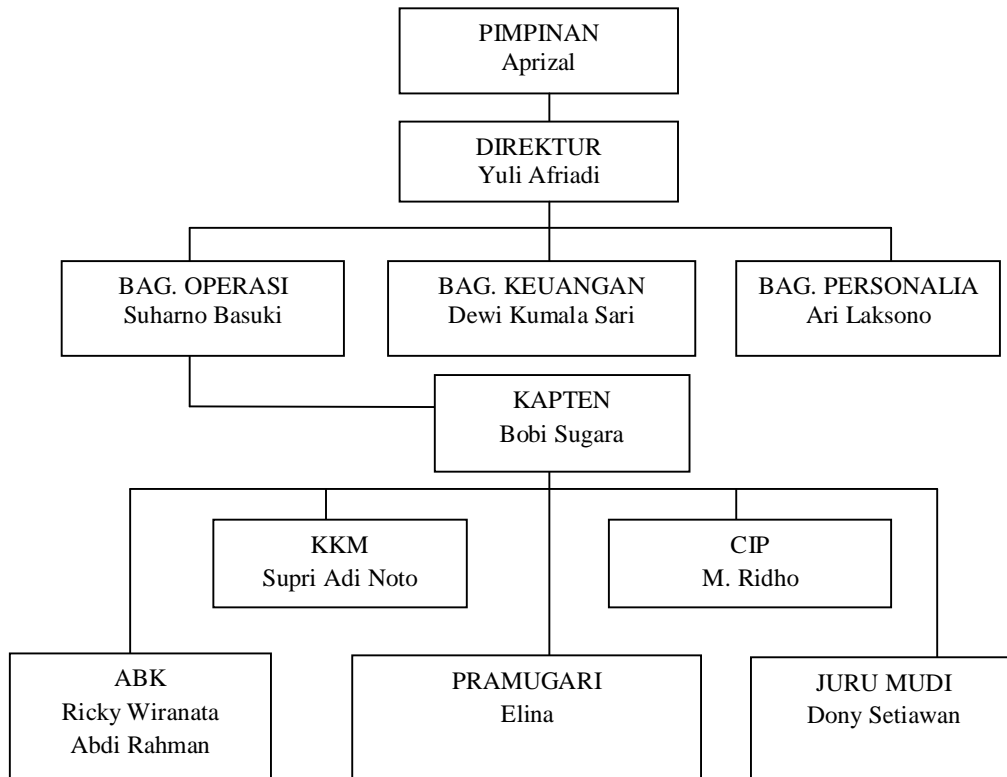 PIMPINAN
Aprizal
DIREKTUR
Yuli Afriadi
BAG. OPERASI
Suharno Basuki
BAG. KEUANGAN
Dewi Kumala Sari
BAG. PERSONALIA
Ari Laksono
KAPTEN
Bobi Sugara
KKM
Supri Adi Noto
CIP
M. Ridho
ABK
Ricky Wiranata
Abdi Rahman
PRAMUGARI
Elina
JURU MUDI
Dony Setiawan